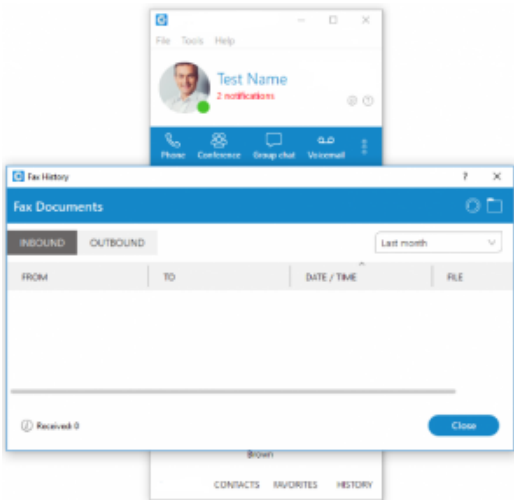 File Tools Help
Test Name
2 notifications
Phone Conference Group chat Voicemail
Fax History
Fax Documents
INBOUND OUTBOUND Last month
FROM TO DATE / TIME FILE
Received: 0 Close
Brown
CONTACTS FAVORITES HISTORY